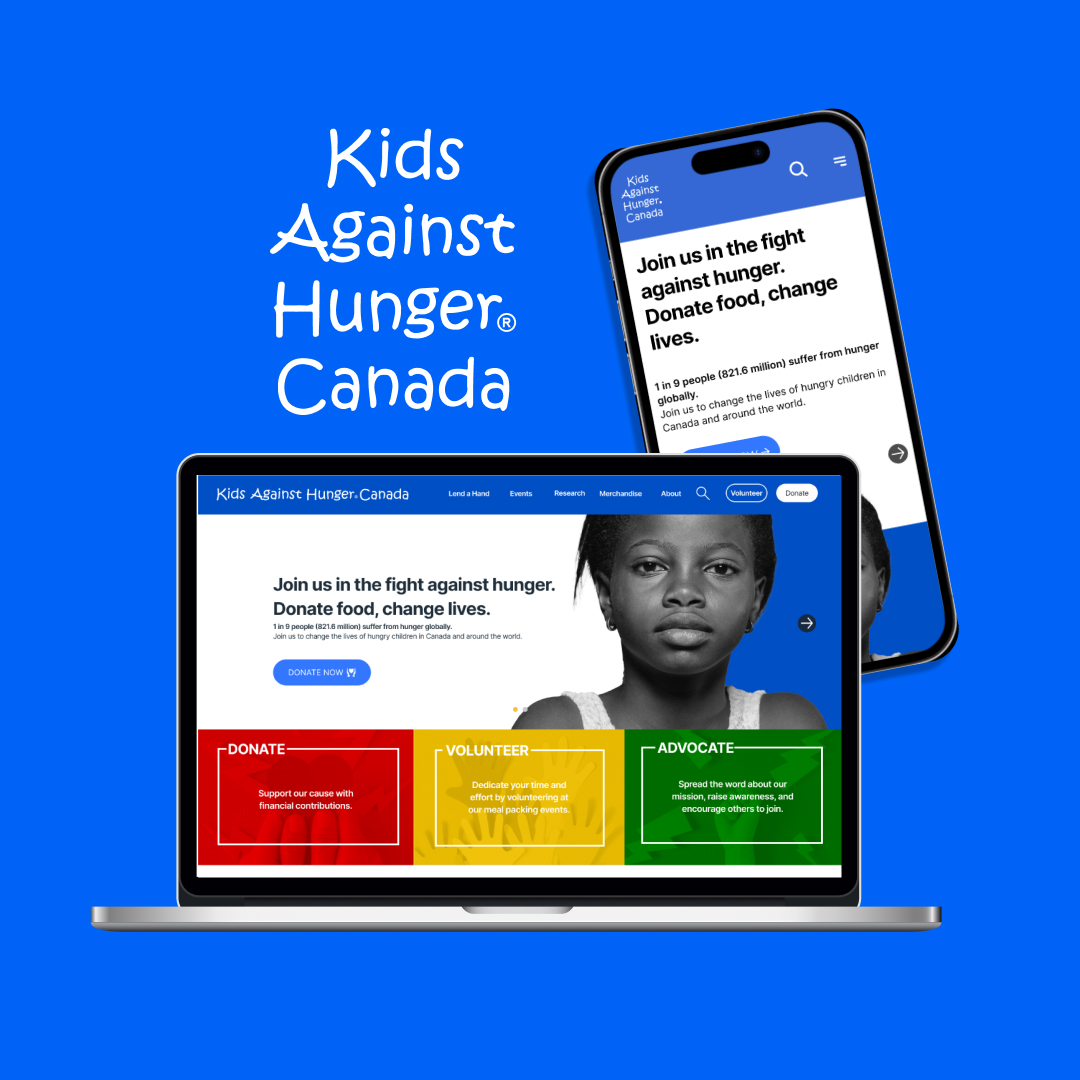 Kids
Against
Hunger®
Canada
Kids
Against
Hunger®
Canada
Join us in the fight
against hunger.
Donate food, change
lives.
1 in 9 people (821.6 million) suffer from hunger
globally.
Join us to change the lives of hungry children in
Canada and around the world.
Kids Against Hunger® Canada
Lend a Hand
Events
Research
Merchandise
About
Volunteer
Donate
Join us in the fight against hunger.
Donate food, change lives.
1 in 9 people (821.6 million) suffer from hunger globally.
Join us to change the lives of hungry children in Canada and around the world.
DONATE NOW
DONATE
Support our cause with
financial contributions.
VOLUNTEER
Dedicate your time and
effort by volunteering at
our meal packing events.
ADVOCATE
Spread the word about our
mission, raise awareness, and
encourage others to join.